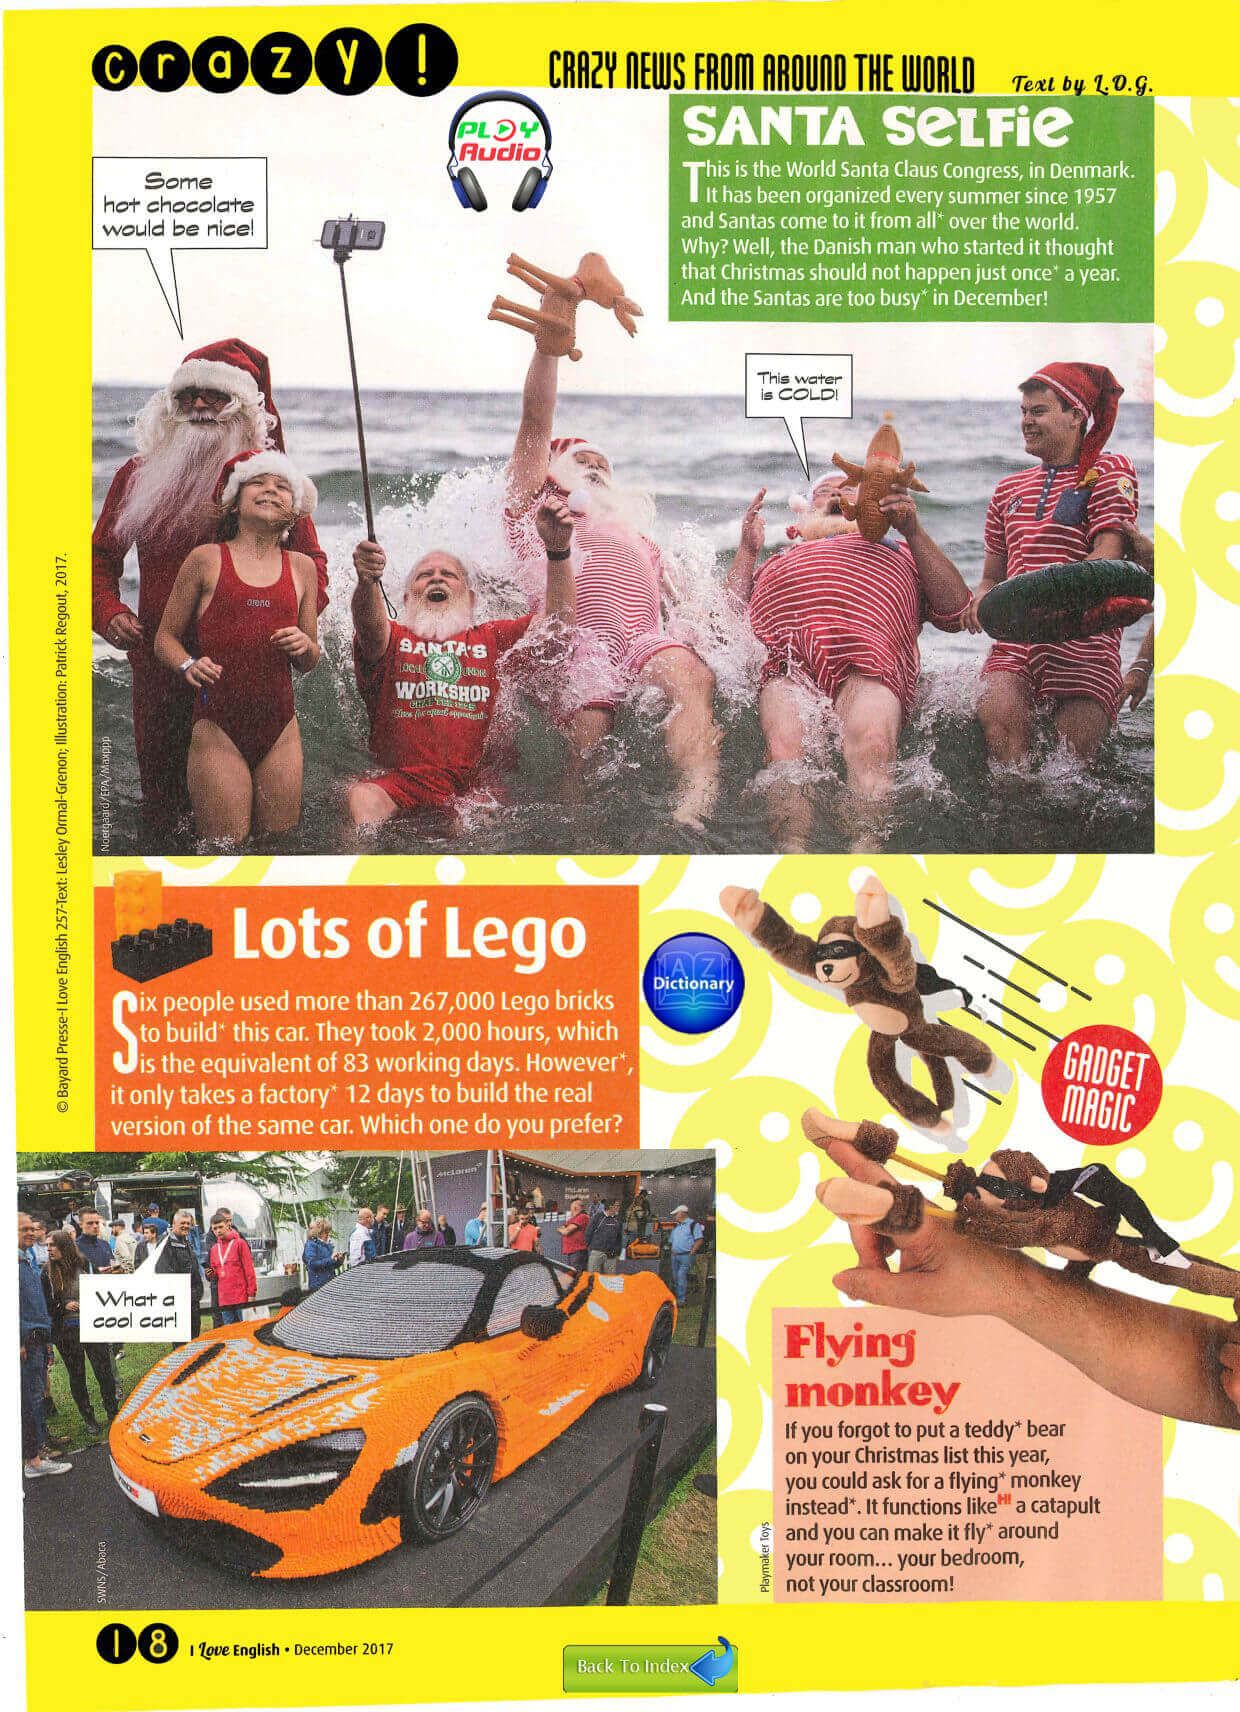 crazy!
CRAZY NEWS FROM AROUND THE WORLD
Text by L.O.G.
PLAY
Audio
SANTA SELFIE
This is the World Santa Claus Congress, in Denmark.
It has been organized every summer since 1957
and Santas come to it from all* over the world.
Why? Well, the Danish man who started it thought
that Christmas should not happen just once* a year.
And the Santas are too busy* in December!
Some
hot chocolate
would be nice!
This water
is COLD!
arena
SANTA'S
WORKSHOP
Noergaard/EPA/Maxppp
© Bayard Presse-I Love English 257-Text: Lesley Ormal-Grenon; Illustration: Patrick Regout, 2017.
Lots of Lego
Six people used more than 267,000 Lego bricks
to build* this car. They took 2,000 hours, which
is the equivalent of 83 working days. However*,
it only takes a factory* 12 days to build the real
version of the same car. Which one do you prefer?
A Z
Dictionary
GADGET
MAGIC
McLaren
What a
cool car!
720S
SWNS/Abaca
Flying
monkey
If you forgot to put a teddy* bear
on your Christmas list this year,
you could ask for a flying* monkey
instead*. It functions like HI a catapult
and you can make it fly* around
your room... your bedroom,
not your classroom!
Playmaker Toys
18 I Love English • December 2017
Back To Index